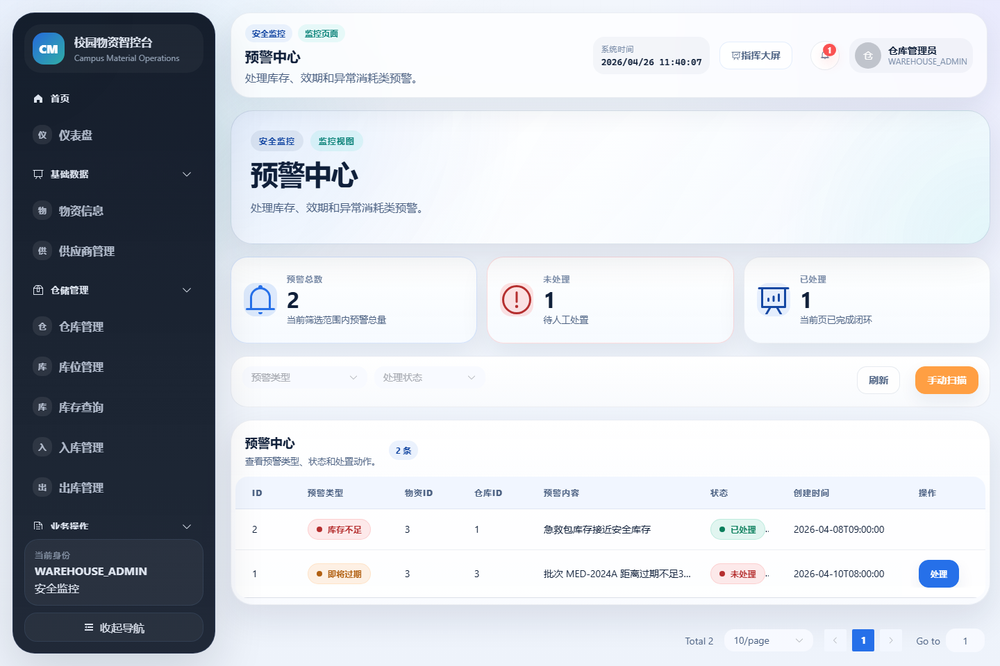 CM
校园物资智控台
Campus Material Operations
首页
仪 仪表盘
基础数据
物 物资信息
供 供应商管理
仓储管理
仓 仓库管理
库 库位管理
库 库存查询
入 入库管理
出 出库管理
业务操作
当前身份
WAREHOUSE_ADMIN
安全监控
收起导航
安全监控 监控页面
预警中心
处理库存、效期和异常消耗类预警。
系统时间
2026/04/26 11:40:07
指挥大屏
1
仓 仓库管理员
WAREHOUSE_ADMIN
安全监控 监控视图
预警中心
处理库存、效期和异常消耗类预警。
预警总数
2
当前筛选范围内预警总量
未处理
1
待人工处置
已处理
1
当前页已完成闭环
预警类型 处理状态 刷新 手动扫描
预警中心
查看预警类型、状态和处置动作。
2 条
ID 预警类型 物资ID 仓库ID 预警内容 状态 创建时间 操作
2 库存不足 3 1 急救包库存接近安全库存 已处理 .. 2026-04-08T09:00:00
1 即将过期 3 3 批次 MED-2024A 距离过期不足3... 未处理 .. 2026-04-10T08:00:00 处理
Total 2 10/page 1 Go to 1